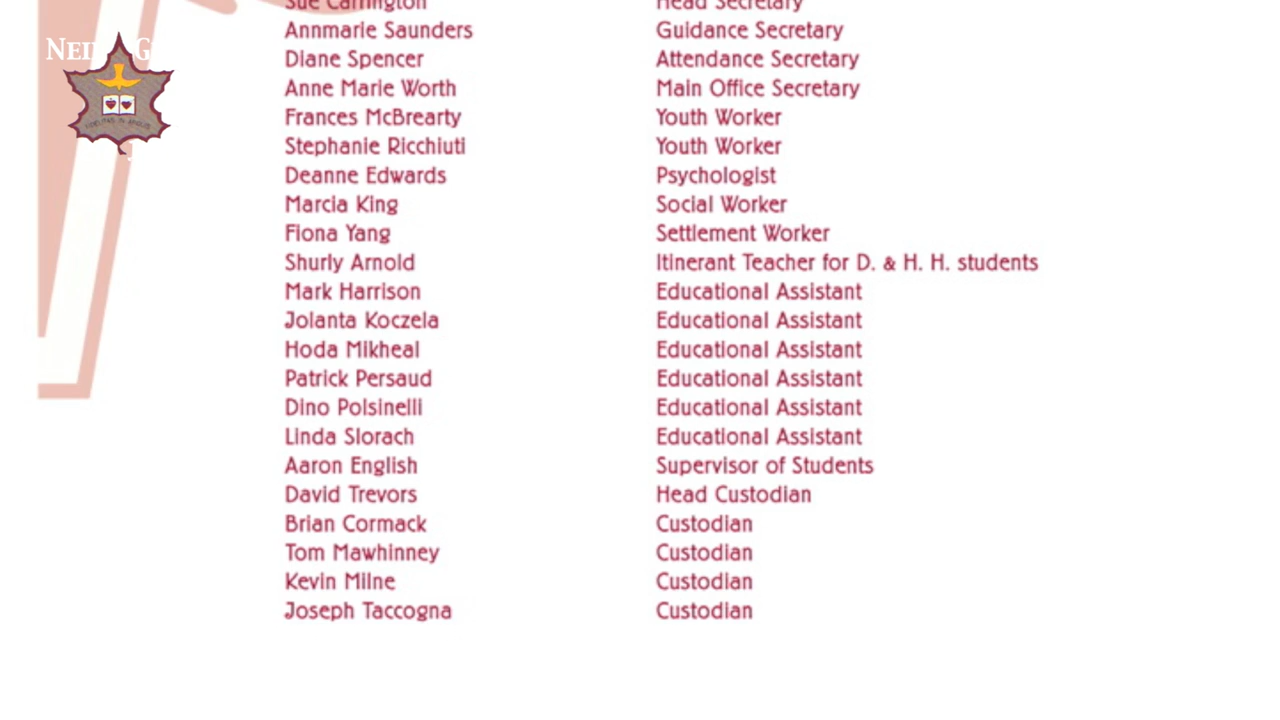 Sue Carrington Head Secretary
Annmarie Saunders Guidance Secretary
Diane Spencer Attendance Secretary
Anne Marie Worth Main Office Secretary
Frances McBrearty Youth Worker
Stephanie Ricchiuti Youth Worker
Deanne Edwards Psychologist
Marcia King Social Worker
Fiona Yang Settlement Worker
Shurly Arnold Itinerant Teacher for D. & H. H. students
Mark Harrison Educational Assistant
Jolanta Koczela Educational Assistant
Hoda Mikheal Educational Assistant
Patrick Persaud Educational Assistant
Dino Polsinelli Educational Assistant
Linda Slorach Educational Assistant
Aaron English Supervisor of Students
David Trevors Head Custodian
Brian Cormack Custodian
Tom Mawhinney Custodian
Kevin Milne Custodian
Joseph Taccogna Custodian